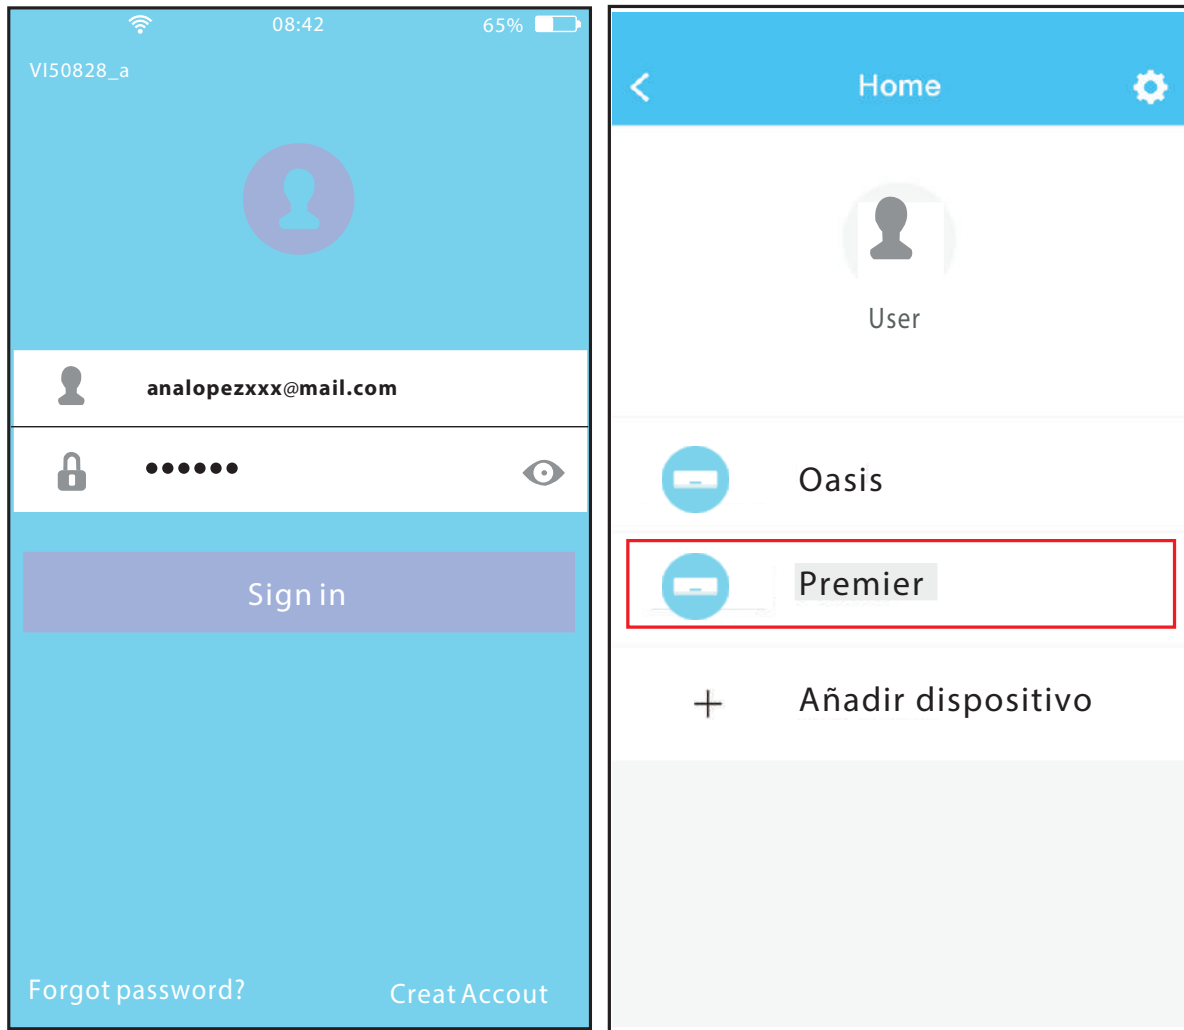 08:42
65%
VI50828_a
analopezxxx@mail.com
Sign in
Forgot password?
Creat Accout
Home
User
Oasis
Premier
Añadir dispositivo